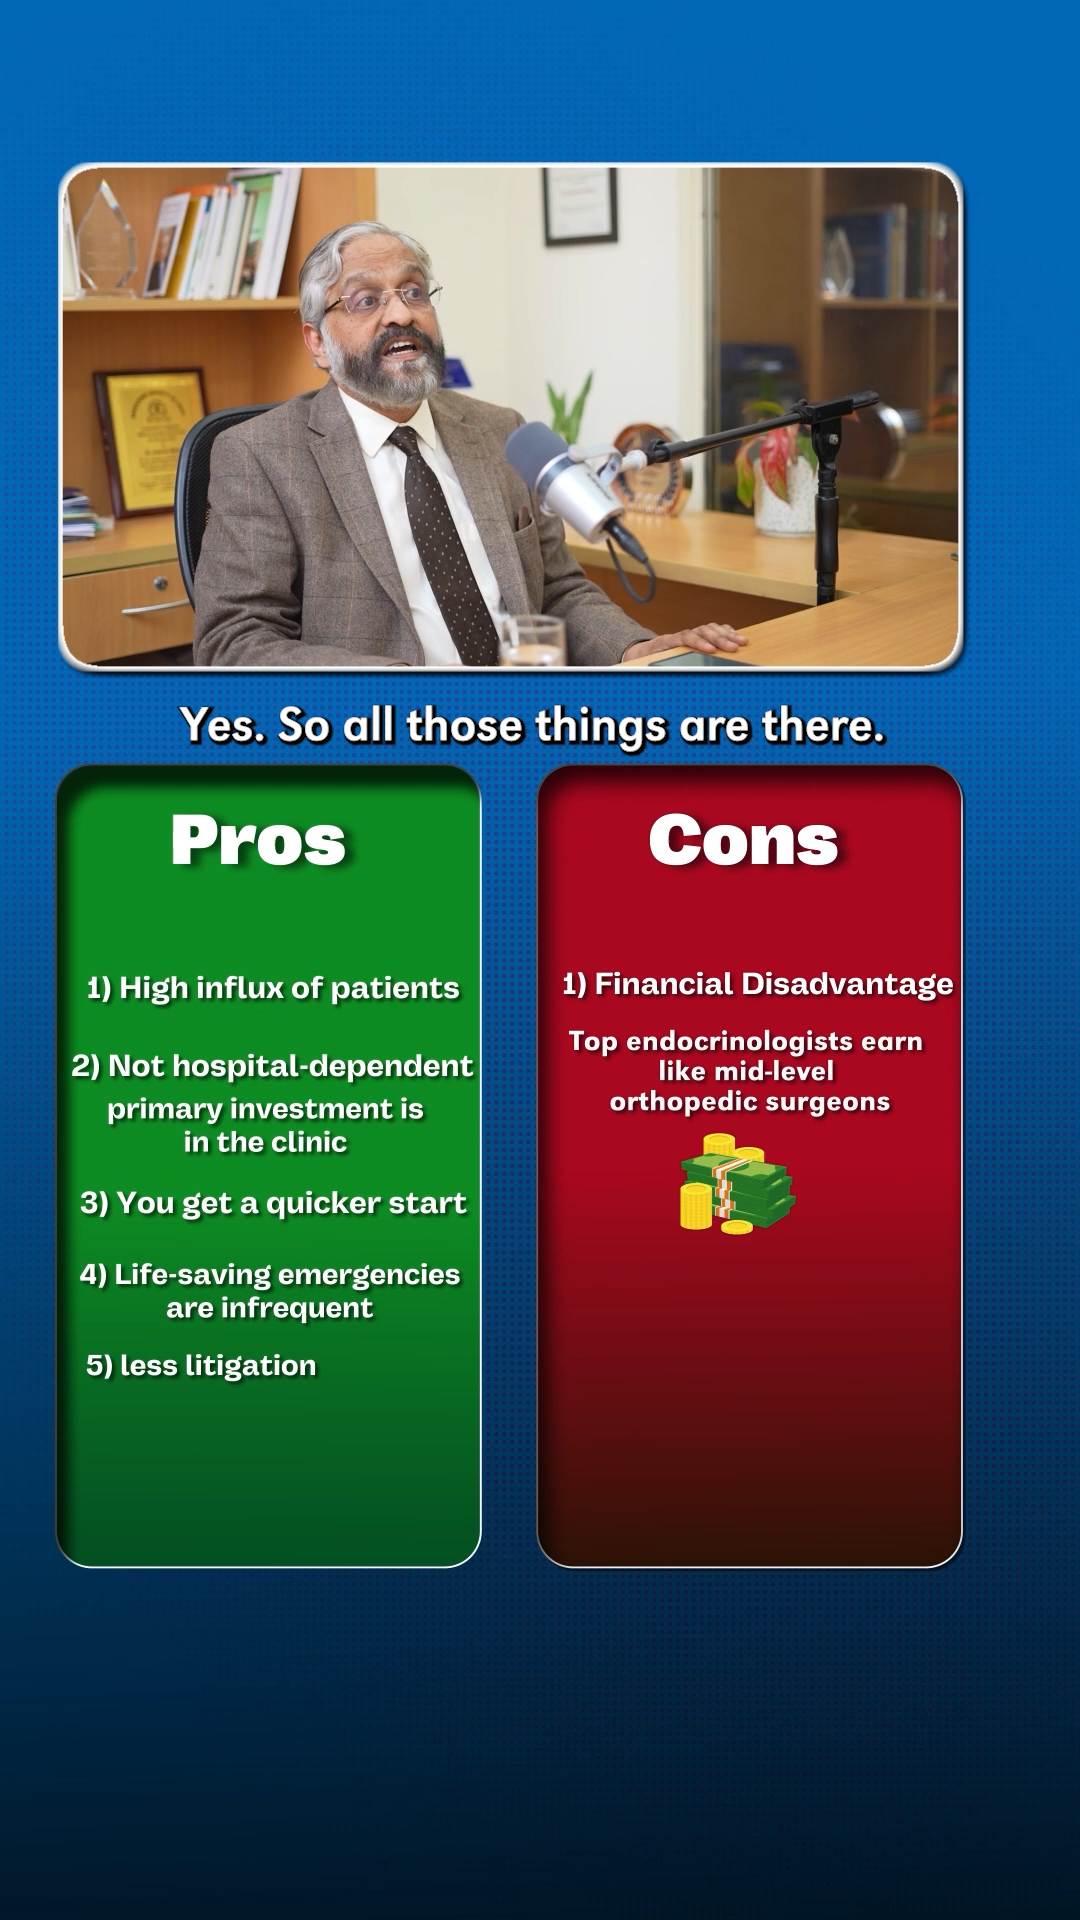 Yes. So all those things are there.
Pros
1) High influx of patients
2) Not hospital-dependent
primary investment is
in the clinic
3) You get a quicker start
4) Life-saving emergencies
are infrequent
5) less litigation
Cons
1) Financial Disadvantage
Top endocrinologists earn
like mid-level
orthopedic surgeons